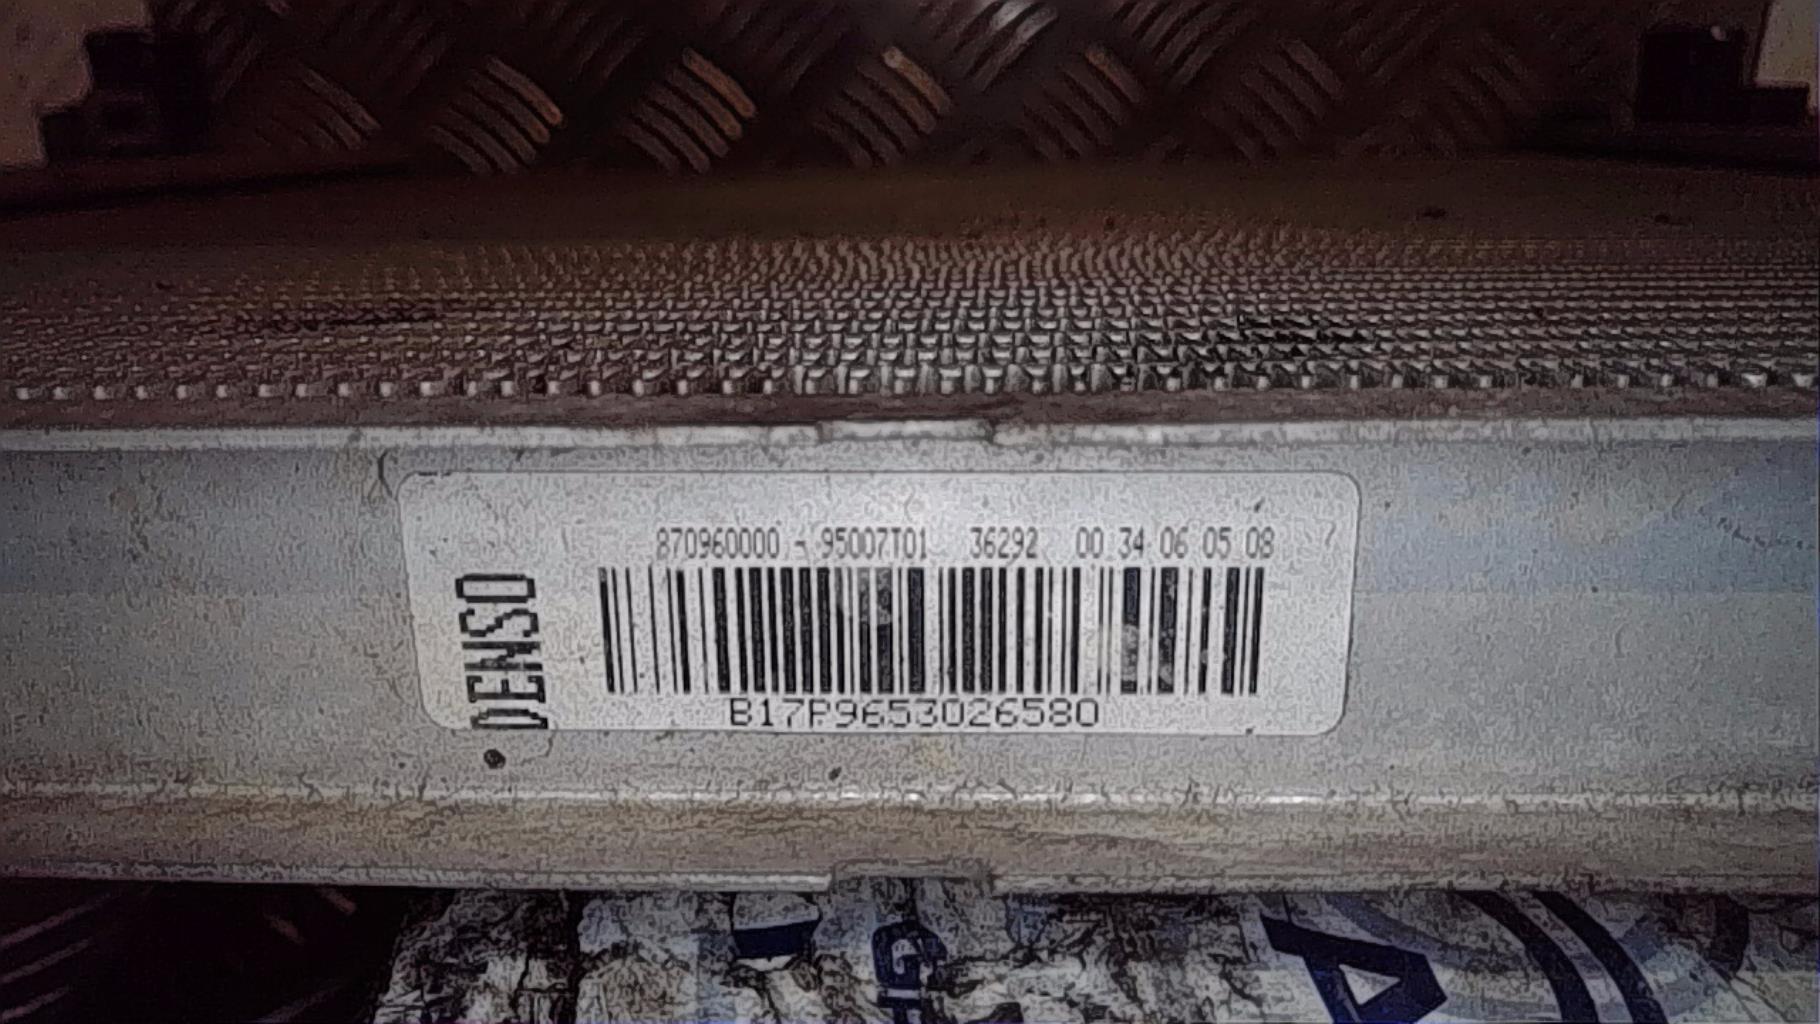 870960000 - 95007T01 36292 00 34 06 05 08
DENSO
B17P9653026580
A